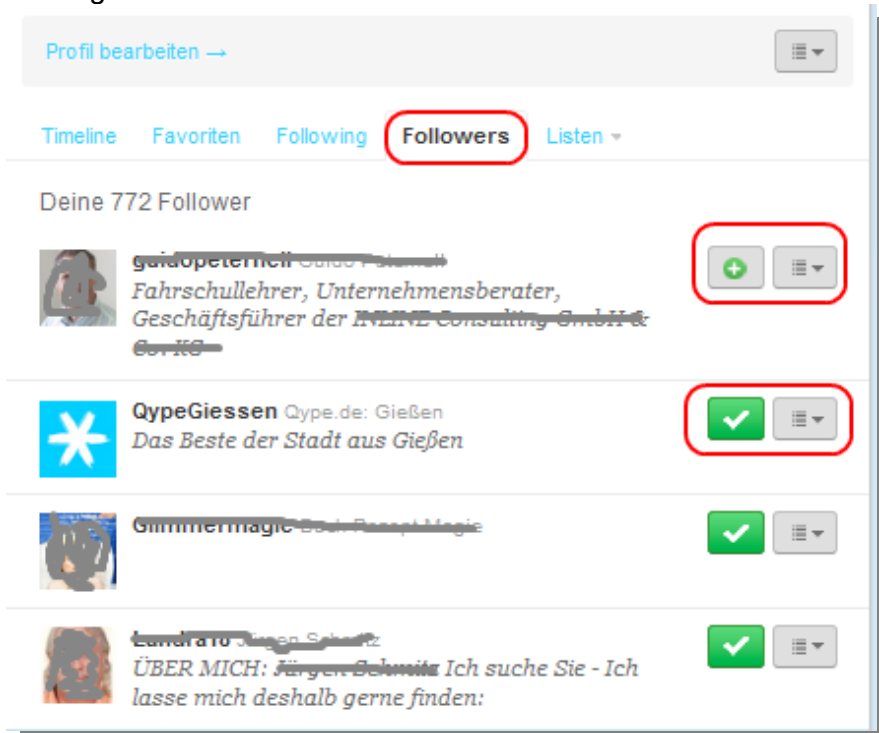 Profil bearbeiten →
Timeline Favoriten Following Followers Listen
Deine 772 Follower
Fahrschullehrer, Unternehmensberater,
Geschäftsführer der
QypeGiessen Qype.de: Gießen
Das Beste der Stadt aus Gießen
ÜBER MICH: Ich suche Sie - Ich
lasse mich deshalb gerne finden: